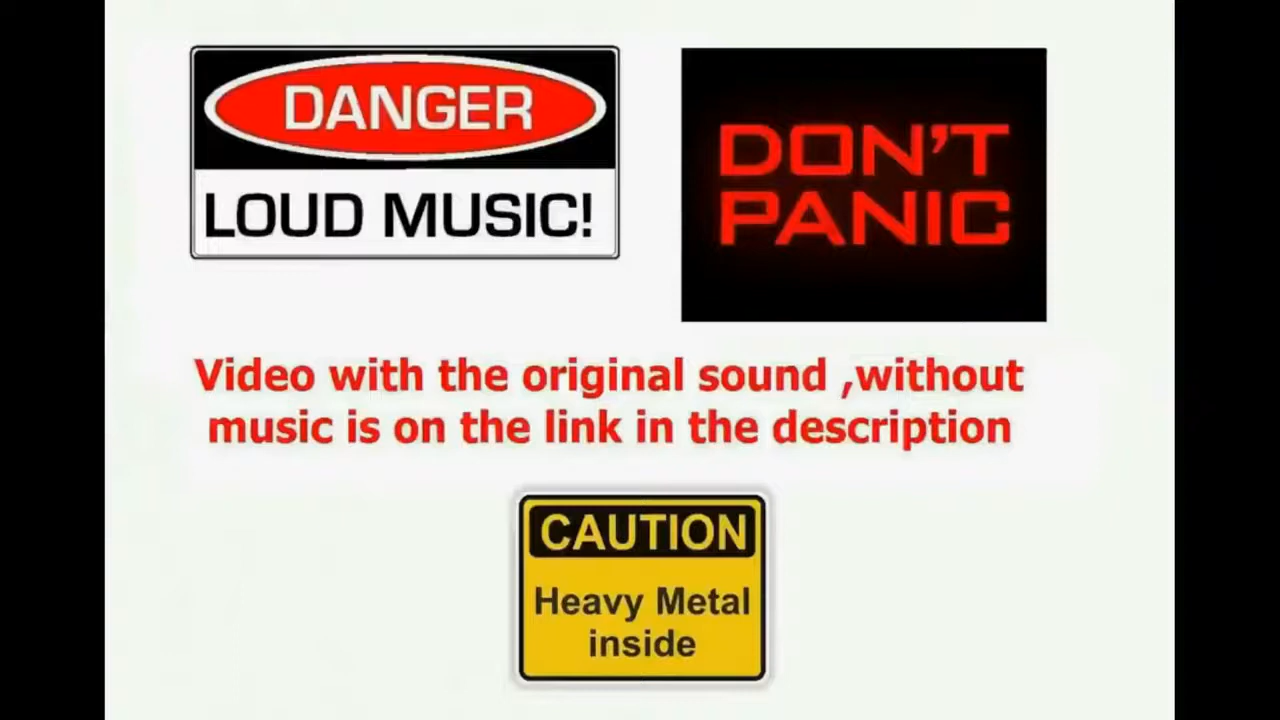 DANGER
LOUD MUSIC!
DON'T
PANIC
Video with the original sound ,without
music is on the link in the description
CAUTION
Heavy Metal
inside